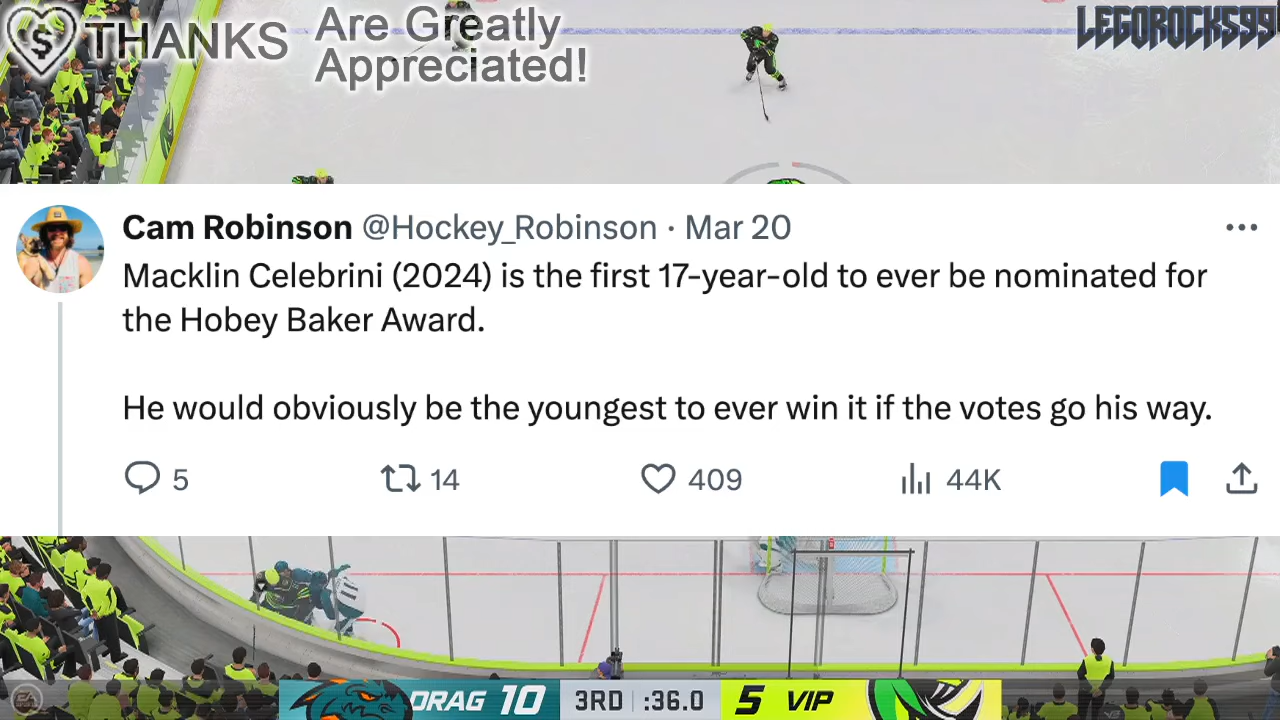 THANKS Are Greatly
Appreciated!
LEGOROCKS99
Cam Robinson @Hockey_Robinson · Mar 20
Macklin Celebrini (2024) is the first 17-year-old to ever be nominated for
the Hobey Baker Award.
He would obviously be the youngest to ever win it if the votes go his way.
5 14 409 44K
DRAG 10 3RD :36.0 5 VIP